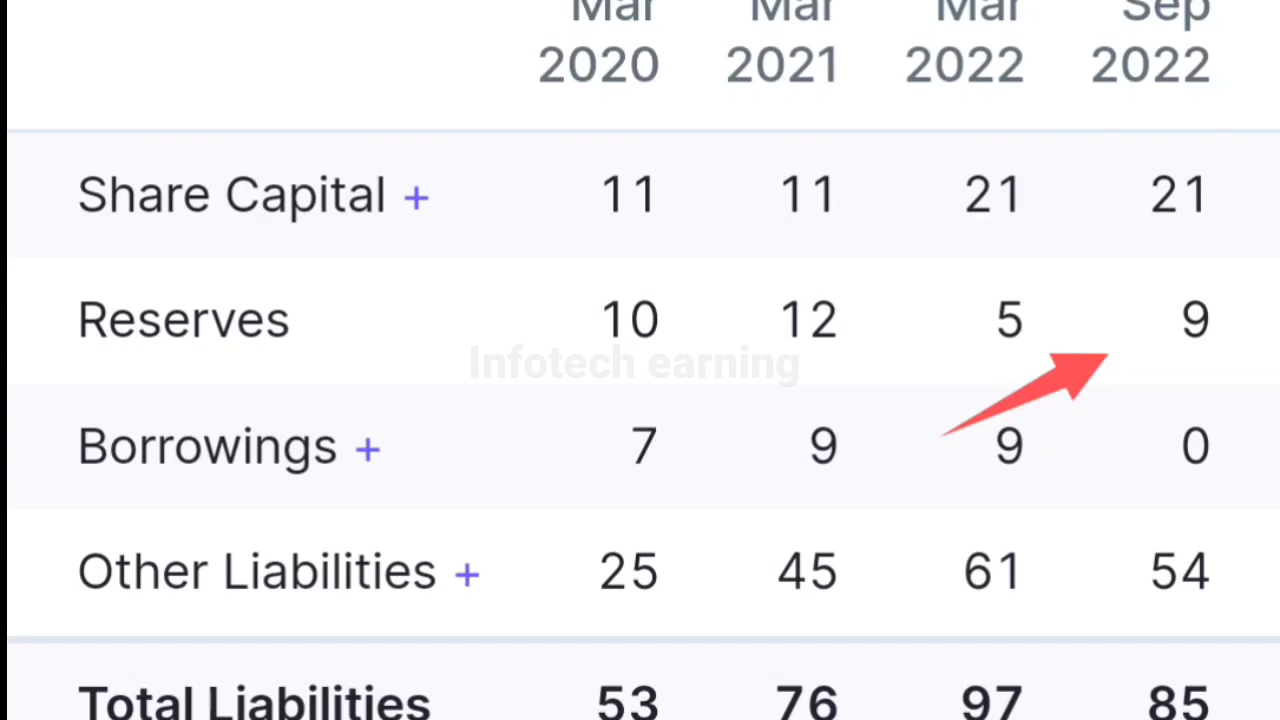 Mar Mar Mar Sep
2020 2021 2022 2022
Share Capital + 11 11 21 21
Reserves 10 12 5 9
Infotech earning
Borrowings + 7 9 9 0
Other Liabilities + 25 45 61 54
Total Liabilities 53 76 97 85